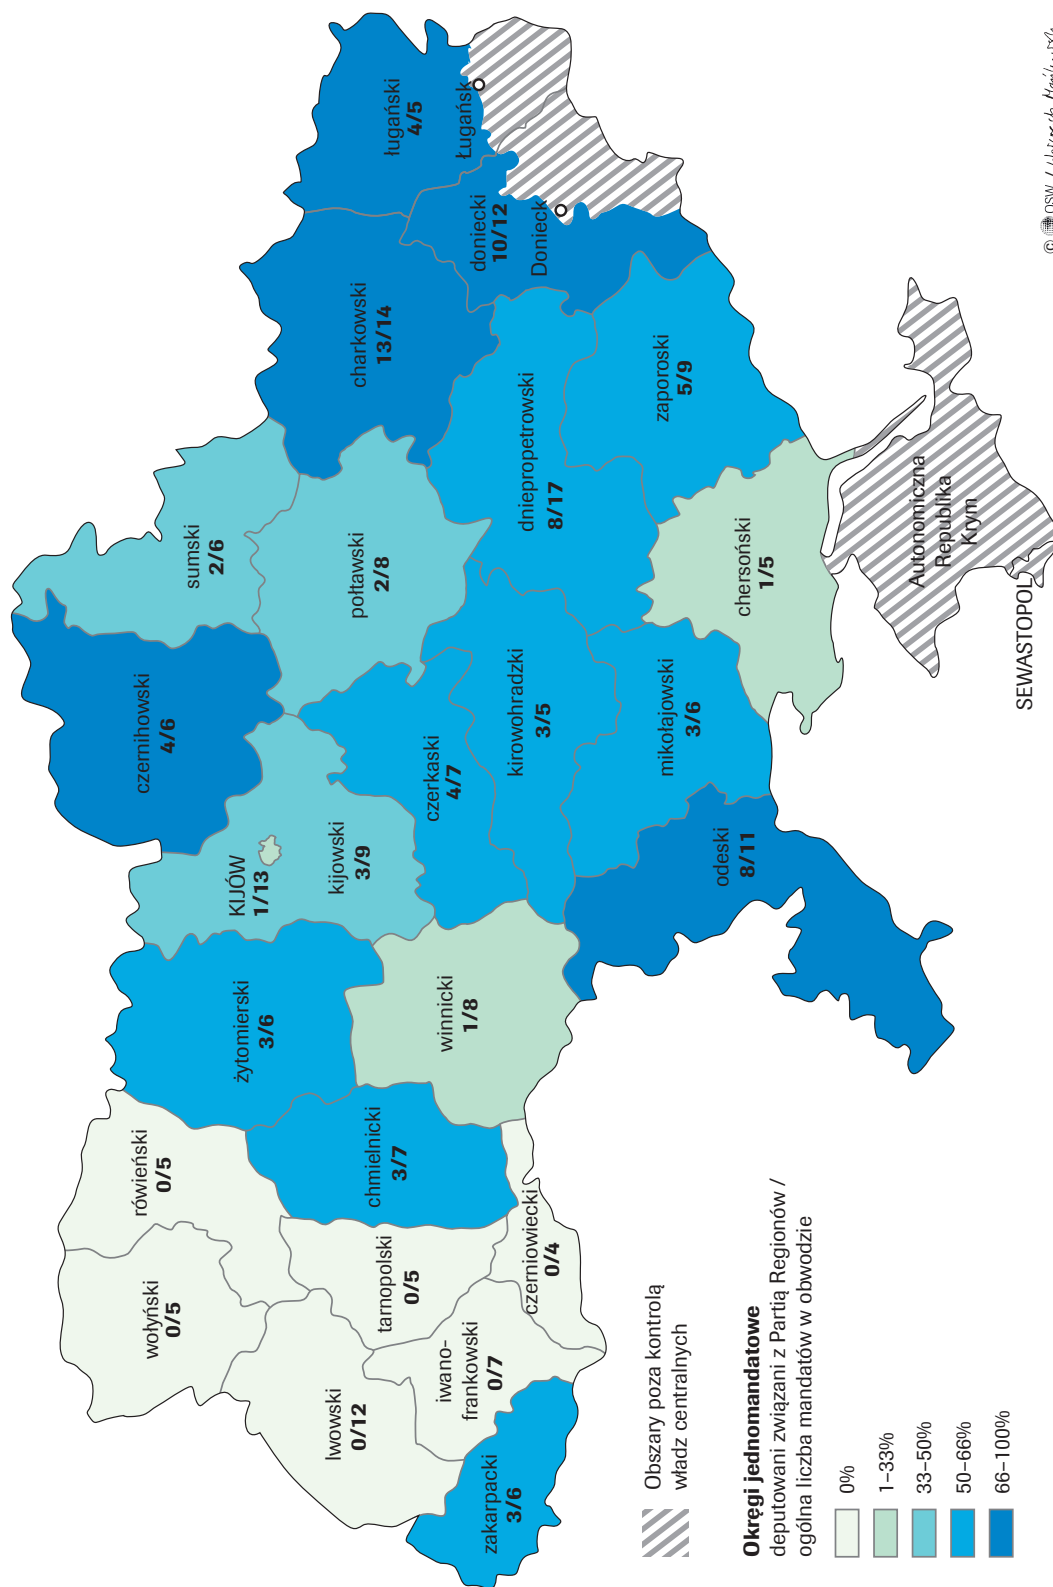 wołyński
0/5
rówieński
0/5
żytomierski
3/6
KIJÓW
1/13
kijowski
3/9
czernihowski
4/6
sumski
2/6
lwowski
0/12
tarnopolski
0/5
chmielnicki
3/7
winnicki
1/8
czerkaski
4/7
połtawski
2/8
charkowski
13/14
ługański
4/5
Ługańsk
zakarpacki
3/6
iwano-
frankowski
0/7
czerniowiecki
0/4
kirowohradzki
3/5
dniepropetrowski
8/17
doniecki
10/12
Donieck
odeski
8/11
mikołajowski
3/6
chersoński
1/5
zaporoski
5/9
Autonomiczna
Republika
Krym
SEWASTOPOL
Obszary poza kontrolą
władz centralnych
Okręgi jednomandatowe
deputowani związani z Partią Regionów /
ogólna liczba mandatów w obwodzie
0%
1–33%
33–50%
50–66%
66–100%
© OSW /